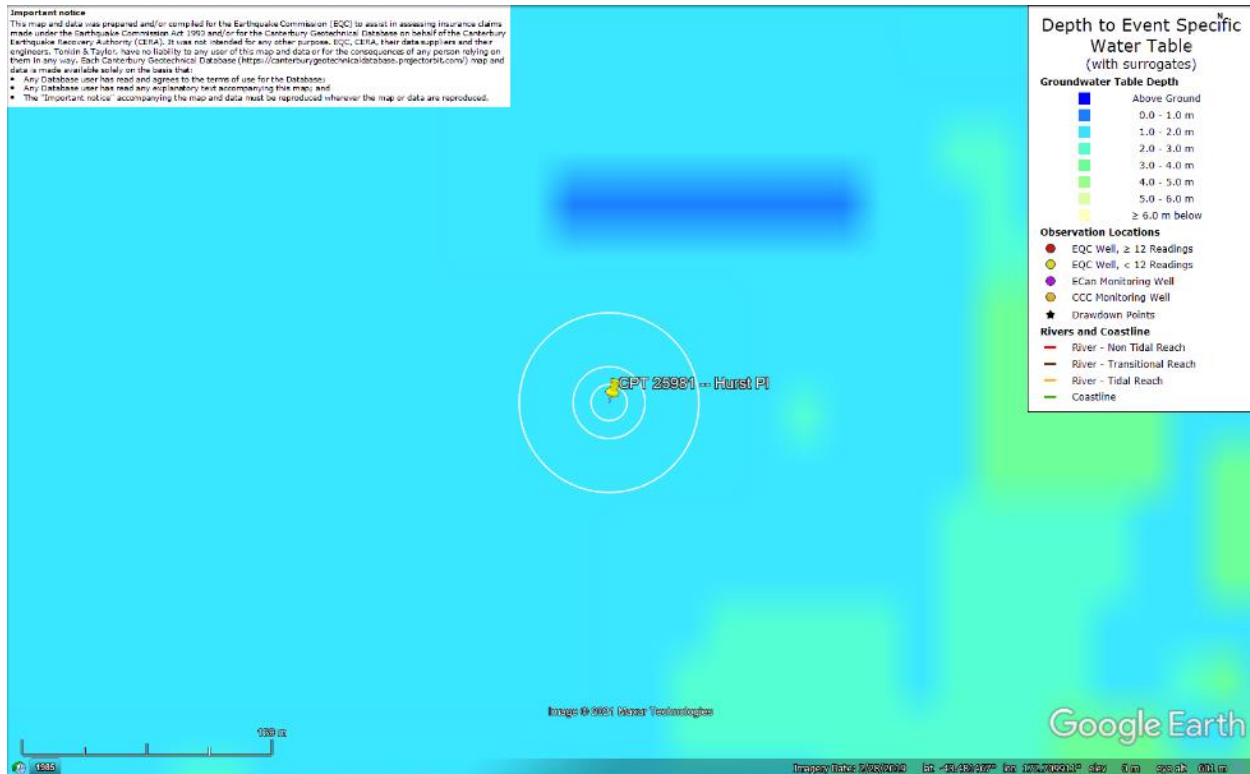 Important notice
This map and data was prepared and/or compiled for the Earthquake Commission (EQC) to assist in assessing insurance claims
made under the Earthquake Commission Act 1993 and/or for the Canterbury Geotechnical Database on behalf of the Canterbury
Earthquake Recovery Authority (CERA). It was not intended for any other purpose. EQC, CERA, their data suppliers and their
engineers, Tonkin & Taylor, have no liability to any user of this map and data or for the consequences of any person relying on
them in any way. Each Canterbury Geotechnical Database (https://canterburygeotechnicaldatabase.projectorbit.com/) map and
data is made available solely on the basis that:
• Any Database user has read and agrees to the terms of use for the Database;
• Any Database user has read any explanatory text accompanying this map; and
• The "Important notice" accompanying the map and data must be reproduced wherever the map or data are reproduced.
N
Depth to Event Specific
Water Table
(with surrogates)
Groundwater Table Depth
Above Ground
0.0 - 1.0 m
1.0 - 2.0 m
2.0 - 3.0 m
3.0 - 4.0 m
4.0 - 5.0 m
5.0 - 6.0 m
≥ 6.0 m below
Observation Locations
EQC Well, ≥ 12 Readings
EQC Well, < 12 Readings
ECan Monitoring Well
CCC Monitoring Well
Drawdown Points
Rivers and Coastline
River - Non Tidal Reach
River - Transitional Reach
River - Tidal Reach
Coastline
CPT 25981 -- Hurst Pl
Image © 2021 Maxar Technologies
Google Earth
1985
Imagery Date: lat lon elev 0 m eye alt